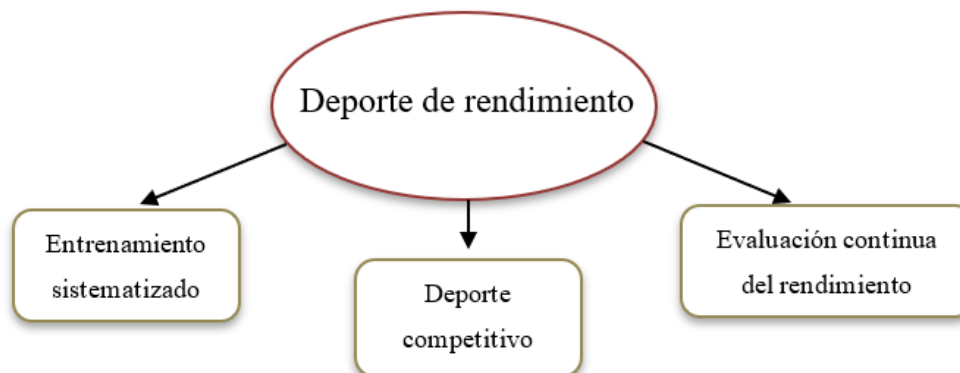 Deporte de rendimiento
Entrenamiento
sistematizado
Deporte
competitivo
Evaluación continua
del rendimiento